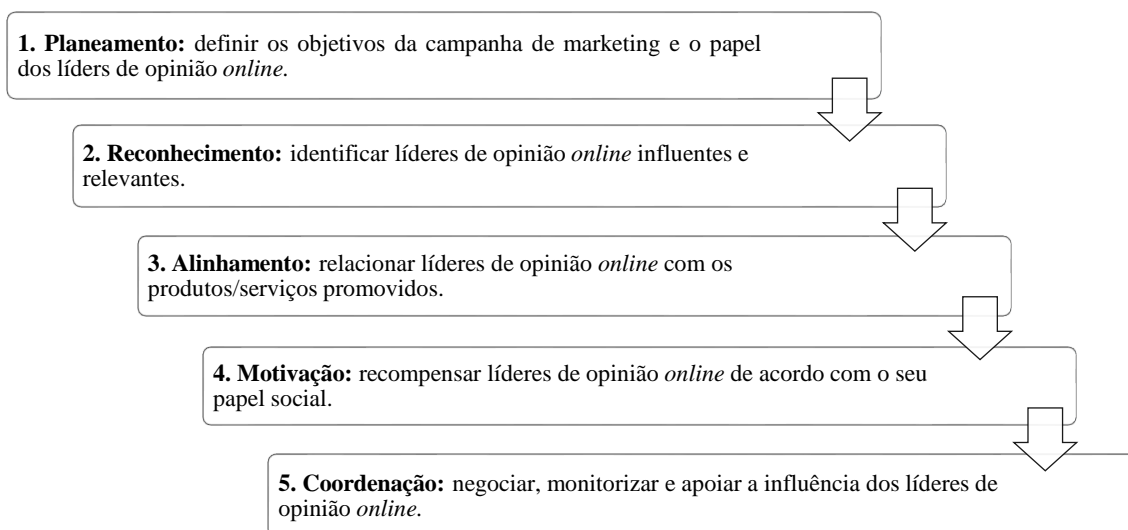 1. Planeamento: definir os objetivos da campanha de marketing e o papel
dos líders de opinião online.
2. Reconhecimento: identificar líderes de opinião online influentes e
relevantes.
3. Alinhamento: relacionar líderes de opinião online com os
produtos/serviços promovidos.
4. Motivação: recompensar líderes de opinião online de acordo com o seu
papel social.
5. Coordenação: negociar, monitorizar e apoiar a influência dos líderes de
opinião online.